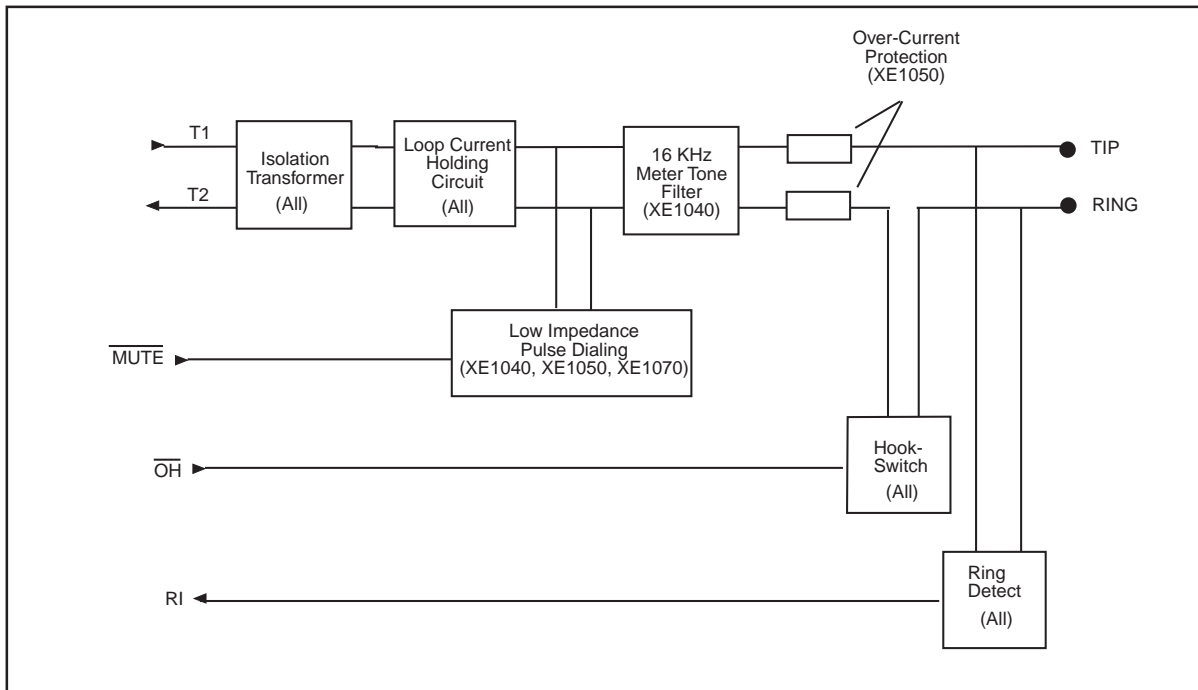 Over-Current
Protection
(XE1050)
T1
T2
Isolation
Transformer
(All)
Loop Current
Holding
Circuit
(All)
16 KHz
Meter Tone
Filter
(XE1040)
TIP
RING
MUTE
Low Impedance
Pulse Dialing
(XE1040, XE1050, XE1070)
OH
Hook-
Switch
(All)
RI
Ring
Detect
(All)